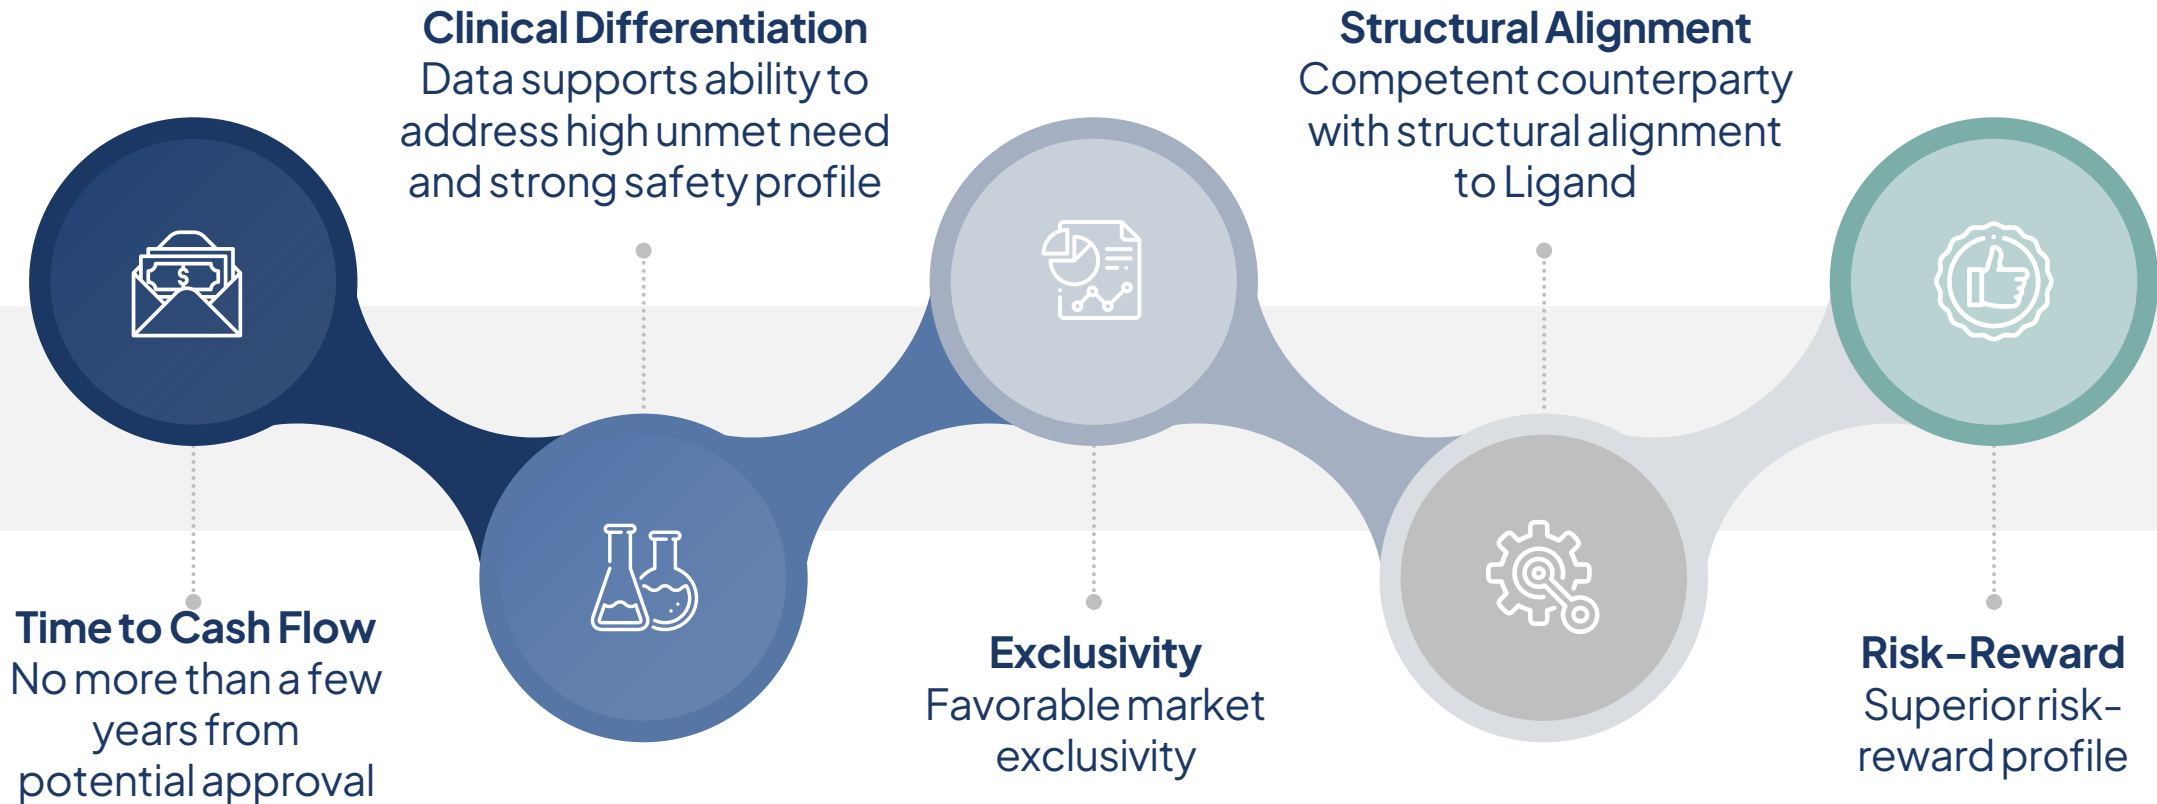 Clinical Differentiation
Data supports ability to
address high unmet need
and strong safety profile
Structural Alignment
Competent counterparty
with structural alignment
to Ligand
$
Time to Cash Flow
No more than a few
years from
potential approval
Exclusivity
Favorable market
exclusivity
Risk-Reward
Superior risk-
reward profile